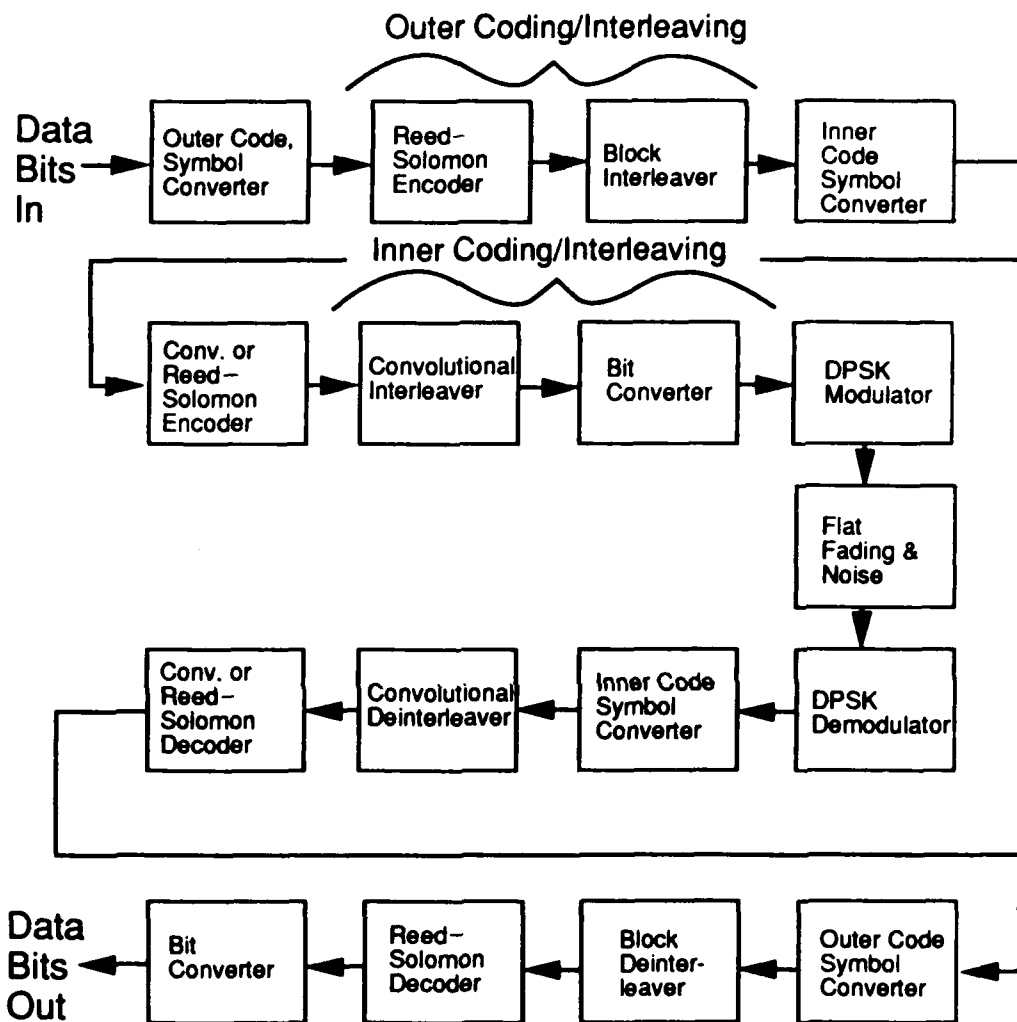 Outer Coding/Interleaving
Data
Bits
In
Outer Code,
Symbol
Converter
Reed–
Solomon
Encoder
Block
Interleaver
Inner
Code
Symbol
Converter
Inner Coding/Interleaving
Conv. or
Reed–
Solomon
Encoder
Convolutional
Interleaver
Bit
Converter
DPSK
Modulator
Flat
Fading &
Noise
Conv. or
Reed–
Solomon
Decoder
Convolutional
Deinterleaver
Inner Code
Symbol
Converter
DPSK
Demodulator
Data
Bits
Out
Bit
Converter
Reed–
Solomon
Decoder
Block
Deinter-
leaver
Outer Code
Symbol
Converter